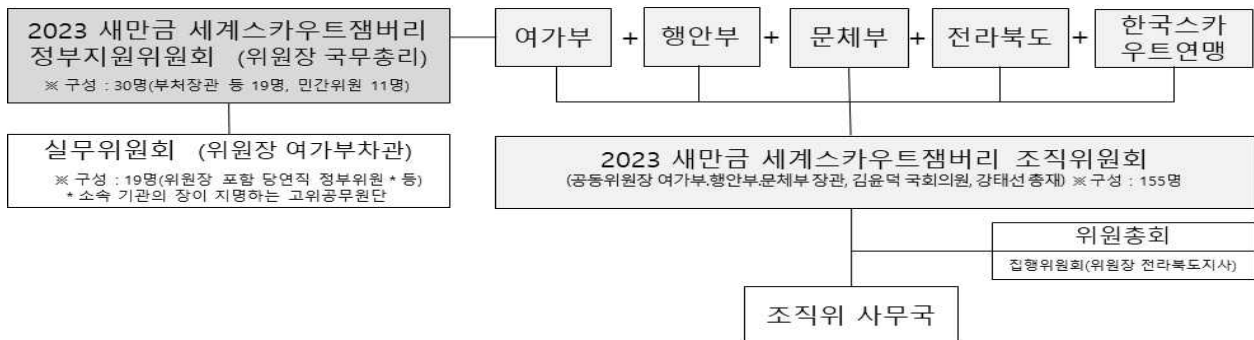 2023 새만금 세계스카우트잼버리
정부지원위원회 (위원장 국무총리)
※ 구성 : 30명(부처장관 등 19명, 민간위원 11명)
여가부 + 행안부 + 문체부 + 전라북도 + 한국스카
우트연맹
실무위원회 (위원장 여가부차관)
※ 구성 : 19명(위원장 포함 당연직 정부위원 * 등)
* 소속 기관의 장이 지명하는 고위공무원단
2023 새만금 세계스카우트잼버리 조직위원회
(공동위원장 여가부.행안부.문체부 장관, 김윤덕 국회의원, 강태선 총재) ※ 구성 : 155명
위원총회
집행위원회(위원장 전라북도지사)
조직위 사무국